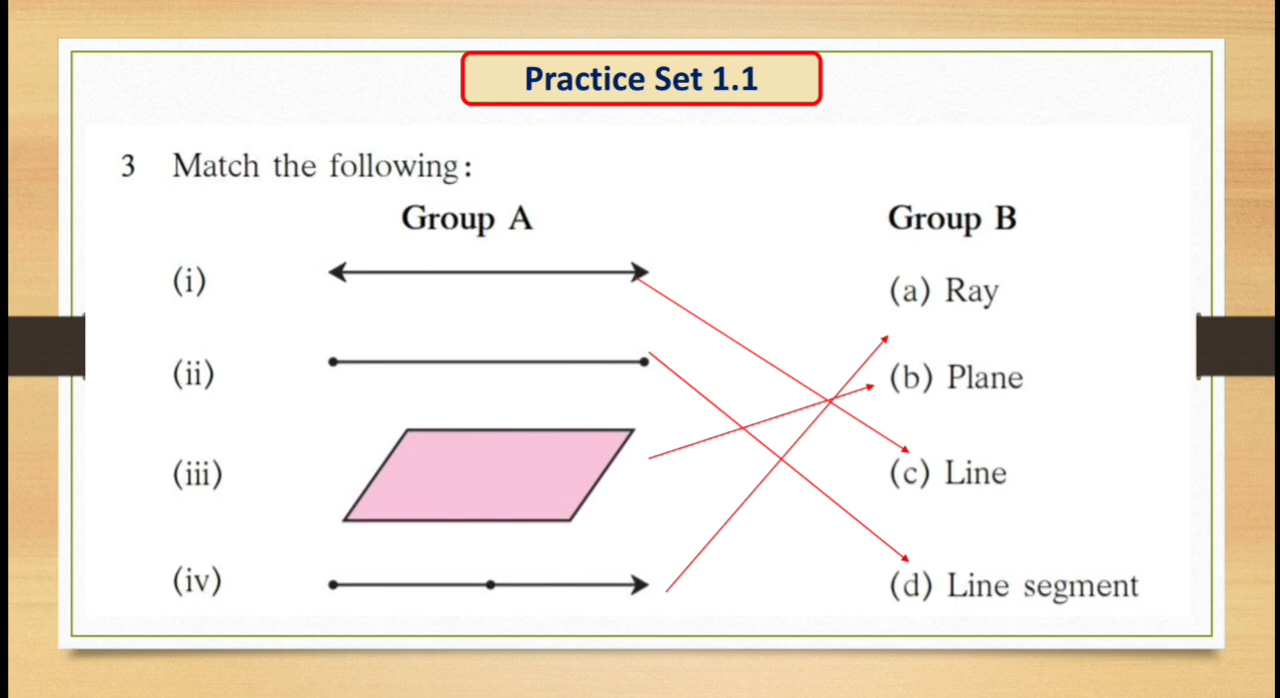 Practice Set 1.1
3 Match the following:
Group A Group B
(i) (a) Ray
(ii) (b) Plane
(iii) (c) Line
(iv) (d) Line segment